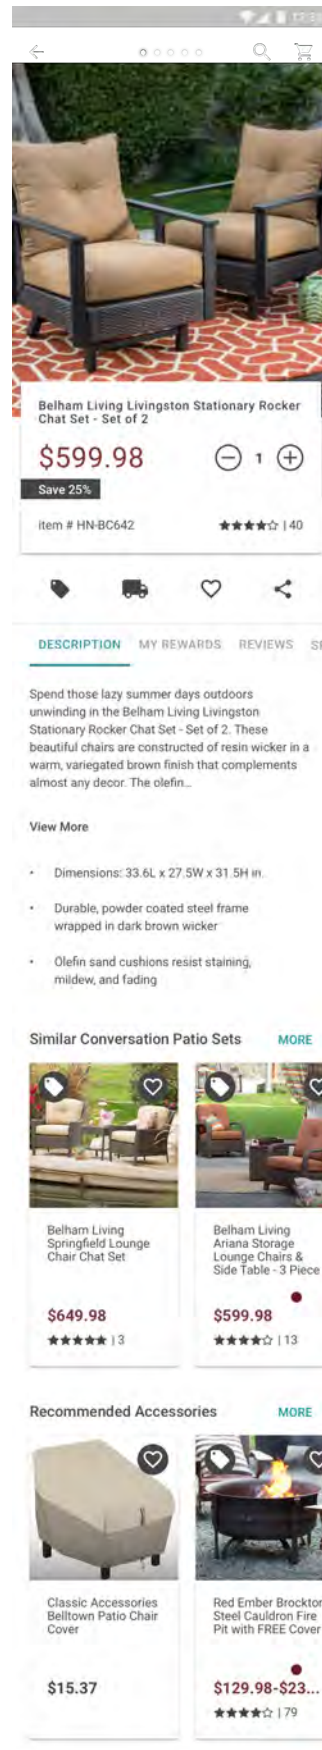 Belham Living Livingston Stationary Rocker
Chat Set - Set of 2
$599.98
1
Save 25%
item # HN-BC642
| 40
DESCRIPTION MY REWARDS REVIEWS
Spend those lazy summer days outdoors
unwinding in the Belham Living Livingston
Stationary Rocker Chat Set - Set of 2. These
beautiful chairs are constructed of resin wicker in a
warm, variegated brown finish that complements
almost any decor. The olefin...
View More
• Dimensions: 33.6L x 27.5W x 31.5H in.
• Durable, powder coated steel frame
wrapped in dark brown wicker
• Olefin sand cushions resist staining,
mildew, and fading
Similar Conversation Patio Sets MORE
Belham Living
Springfield Lounge
Chair Chat Set
$649.98
| 3
Belham Living
Ariana Storage
Lounge Chairs &
Side Table - 3 Piece
$599.98
| 13
Recommended Accessories MORE
Classic Accessories
Belltown Patio Chair
Cover
$15.37
Red Ember Brockton
Steel Cauldron Fire
Pit with FREE Cover
$129.98-$23...
| 79